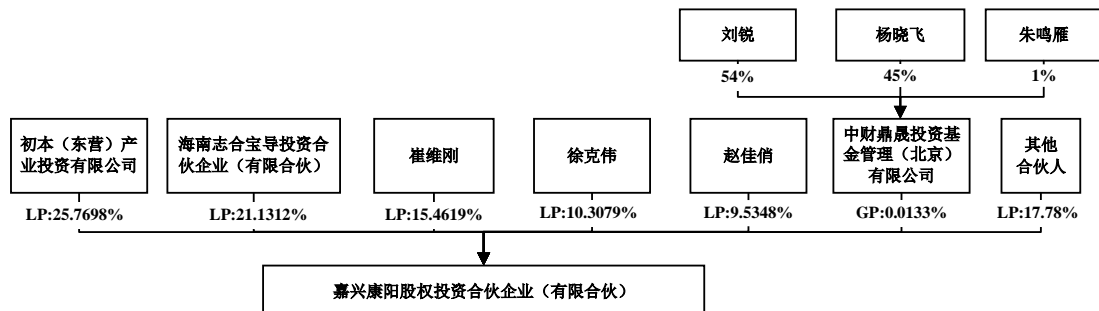 刘锐
杨晓飞
朱鸣雁
54%
45%
1%
初本（东营）产
业投资有限公司
海南志合宝导投资合
伙企业（有限合伙）
崔维刚
徐克伟
赵佳俏
中财鼎晟投资基
金管理（北京）
有限公司
其他
合伙人
LP:25.7698%
LP:21.1312%
LP:15.4619%
LP:10.3079%
LP:9.5348%
GP:0.0133%
LP:17.78%
嘉兴康阳股权投资合伙企业（有限合伙）